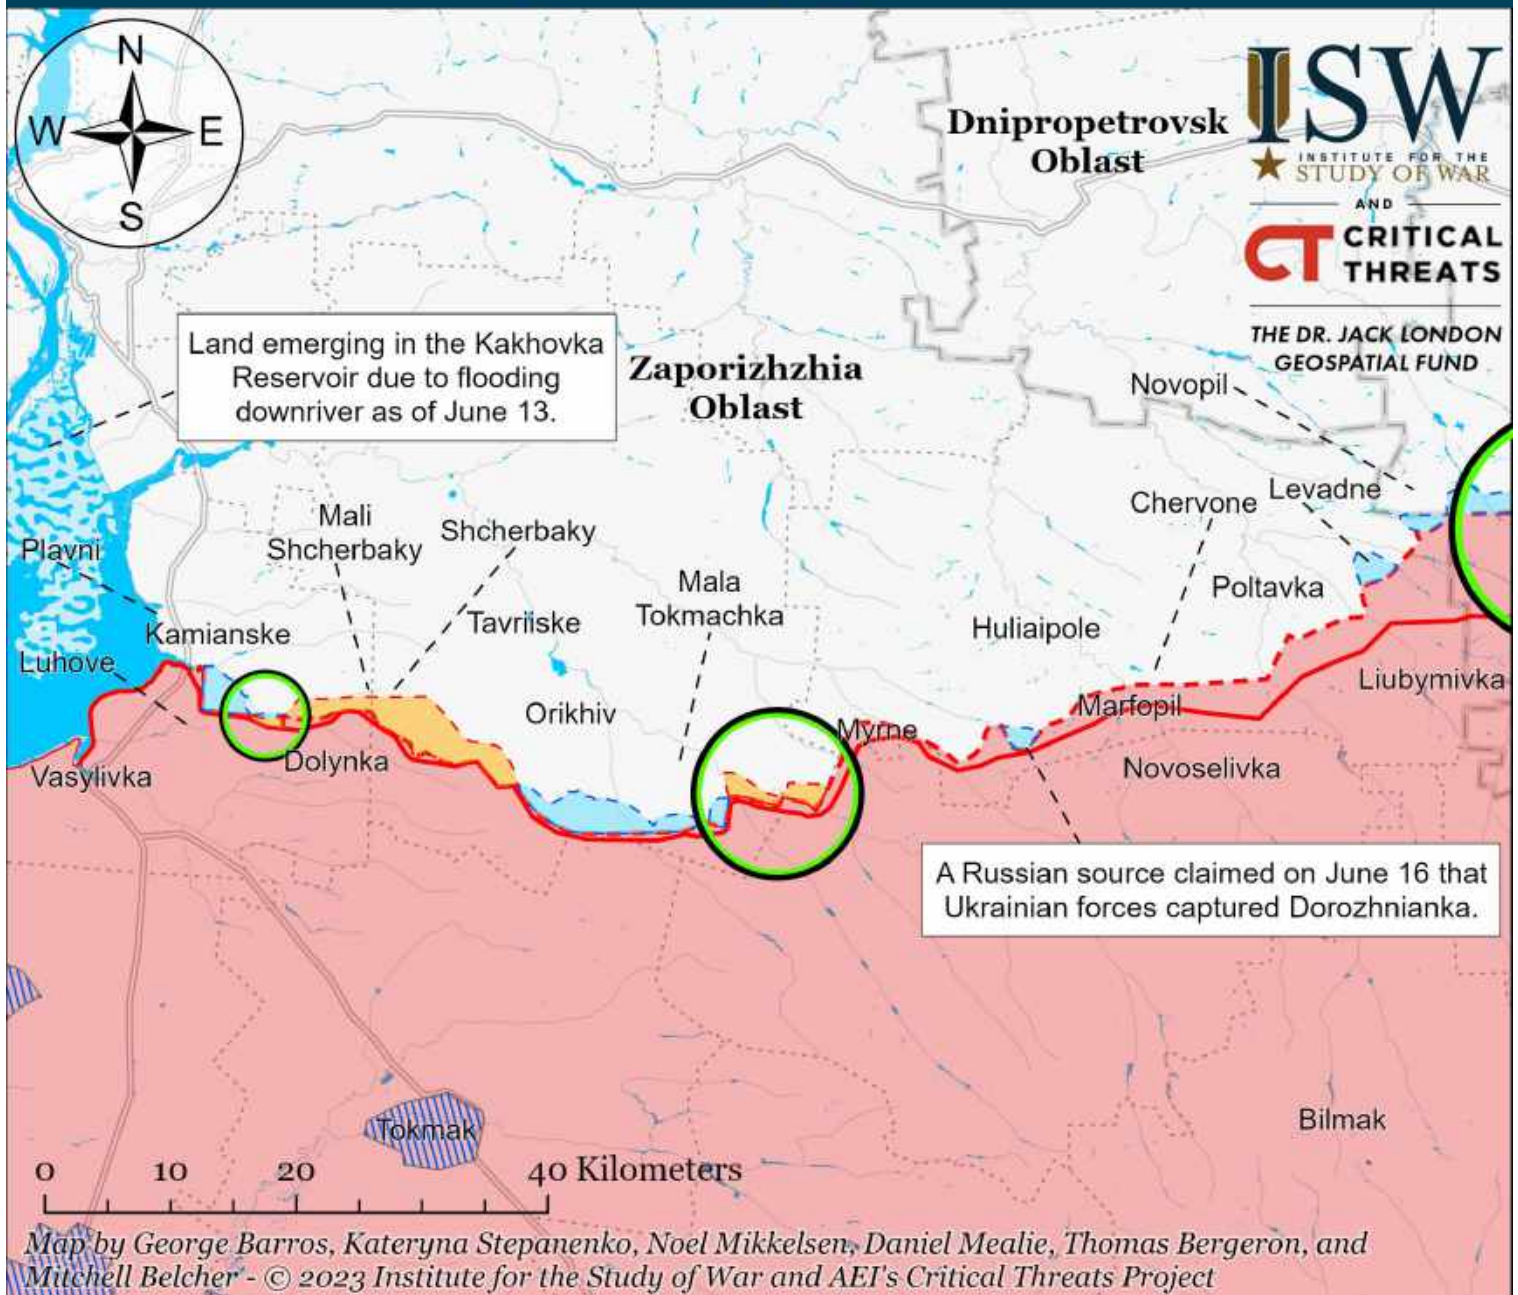 N
W
E
S
Dnipropetrovsk
Oblast
ISW
INSTITUTE FOR THE
STUDY OF WAR
AND
CT CRITICAL
THREATS
THE DR. JACK LONDON
GEOSPATIAL FUND
Land emerging in the Kakhovka
Reservoir due to flooding
downriver as of June 13.
Zaporizhzhia
Oblast
Novopil
Levadne
Chervone
Mali
Shcherbaky
Shcherbaky
Plavni
Mala
Tokmachka
Poltavka
Tavriiske
Huliaipole
Kamianske
Luhove
Liubymivka
Orikhiv
Marfopil
Myrne
Dolynka
Vasylivka
Novoselivka
A Russian source claimed on June 16 that
Ukrainian forces captured Dorozhnianka.
Tokmak
Bilmak
0 10 20 40 Kilometers
Map by George Barros, Kateryna Stepanenko, Noel Mikkelsen, Daniel Mealie, Thomas Bergeron, and
Mitchell Belcher - © 2023 Institute for the Study of War and AEI's Critical Threats Project